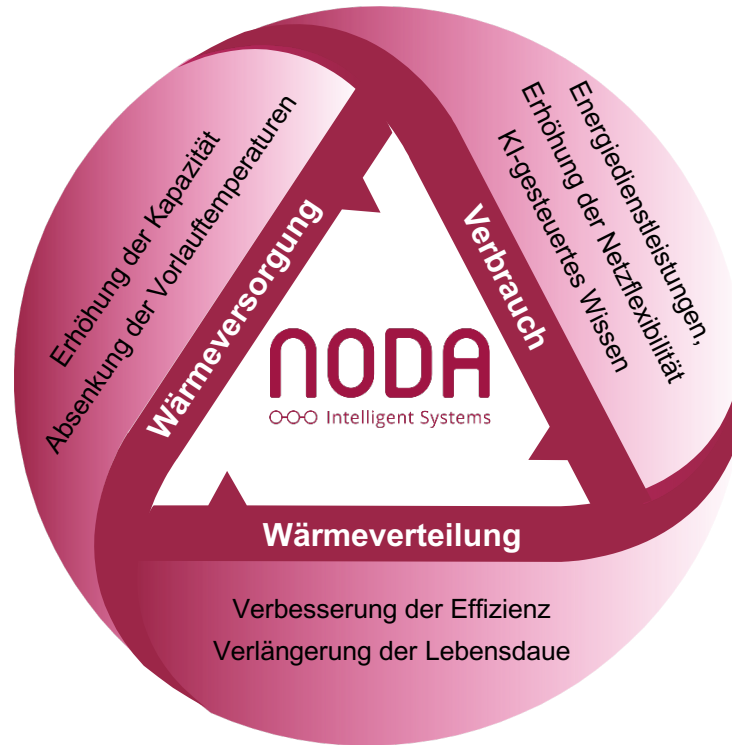 Erhöhung der Kapazität
Absenkung der Vorlauftemperaturen
Wärmeversorgung
Energiedienstleistungen,
Erhöhung der Netzflexibilität
KI-gesteuertes Wissen
Verbrauch
NODA
Intelligent Systems
Wärmeverteilung
Verbesserung der Effizienz
Verlängerung der Lebensdaue